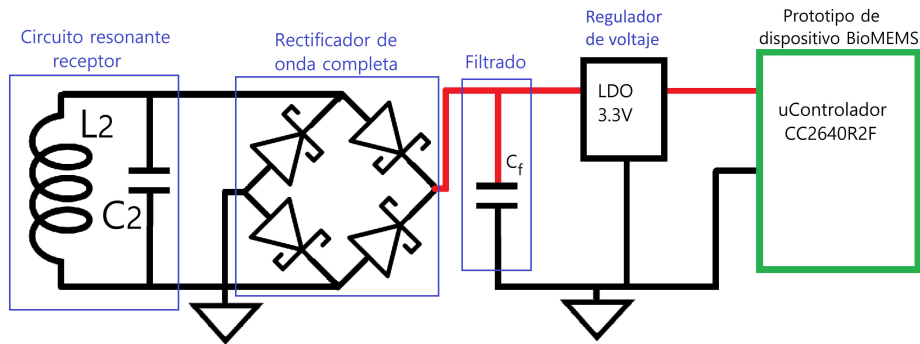 Circuito resonante
receptor
L2
C2
Rectificador de
onda completa
Filtrado
Cf
Regulador
de voltaje
LDO
3.3V
Prototipo de
dispositivo BioMEMS
uControlador
CC2640R2F